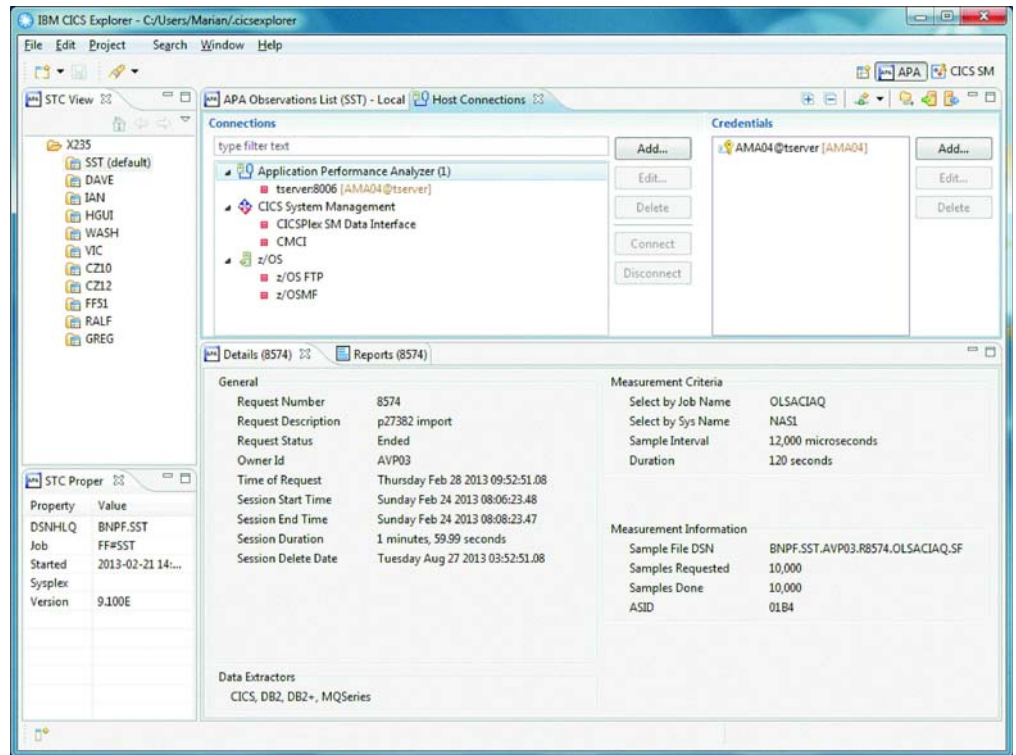 IBM CICS Explorer - C:/Users/Marian/.cicsexplorer
File Edit Project Search Window Help
APA CICS SM
STC View
X235
SST (default)
DAVE
IAN
HGUI
WASH
VIC
CZ10
CZ12
FF51
RALF
GREG
APA Observations List (SST) - Local Host Connections
Connections
type filter text
Application Performance Analyzer (1)
tserver:8006 [AMA04@tserver]
CICS System Management
CICSPlex SM Data Interface
CMCI
z/OS
z/OS FTP
z/OSMF
Add...
Edit...
Delete
Connect
Disconnect
Credentials
AMA04@tserver [AMA04]
Add...
Edit...
Delete
STC Proper
Property Value
DSNHLQ BNPF.SST
Job FF#SST
Started 2013-02-21 14:...
Sysplex
Version 9.100E
Details (8574) Reports (8574)
General
Request Number 8574
Request Description p27382 import
Request Status Ended
Owner Id AVP03
Time of Request Thursday Feb 28 2013 09:52:51.08
Session Start Time Sunday Feb 24 2013 08:06:23.48
Session End Time Sunday Feb 24 2013 08:08:23.47
Session Duration 1 minutes, 59.99 seconds
Session Delete Date Tuesday Aug 27 2013 03:52:51.08
Data Extractors
CICS, DB2, DB2+, MQSeries
Measurement Criteria
Select by Job Name OLSACIAQ
Select by Sys Name NAS1
Sample Interval 12,000 microseconds
Duration 120 seconds
Measurement Information
Sample File DSN BNPF.SST.AVP03.R8574.OLSACIAQ.SF
Samples Requested 10,000
Samples Done 10,000
ASID 01B4